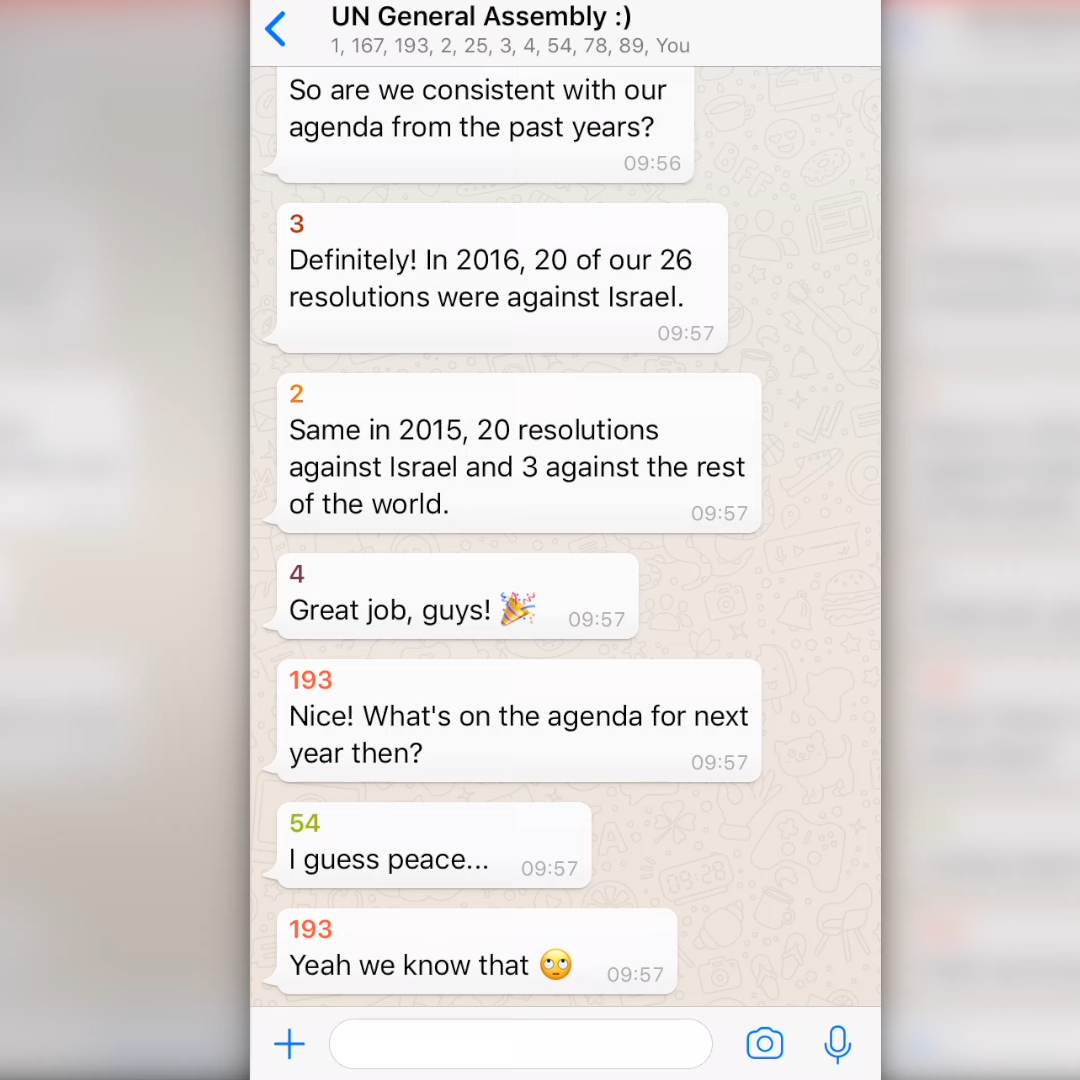 UN General Assembly :)
1, 167, 193, 2, 25, 3, 4, 54, 78, 89, You
So are we consistent with our
agenda from the past years?
09:56
3
Definitely! In 2016, 20 of our 26
resolutions were against Israel.
09:57
2
Same in 2015, 20 resolutions
against Israel and 3 against the rest
of the world.
09:57
4
Great job, guys! 🎉
09:57
193
Nice! What's on the agenda for next
year then?
09:57
54
I guess peace...
09:57
193
Yeah we know that 🙄
09:57